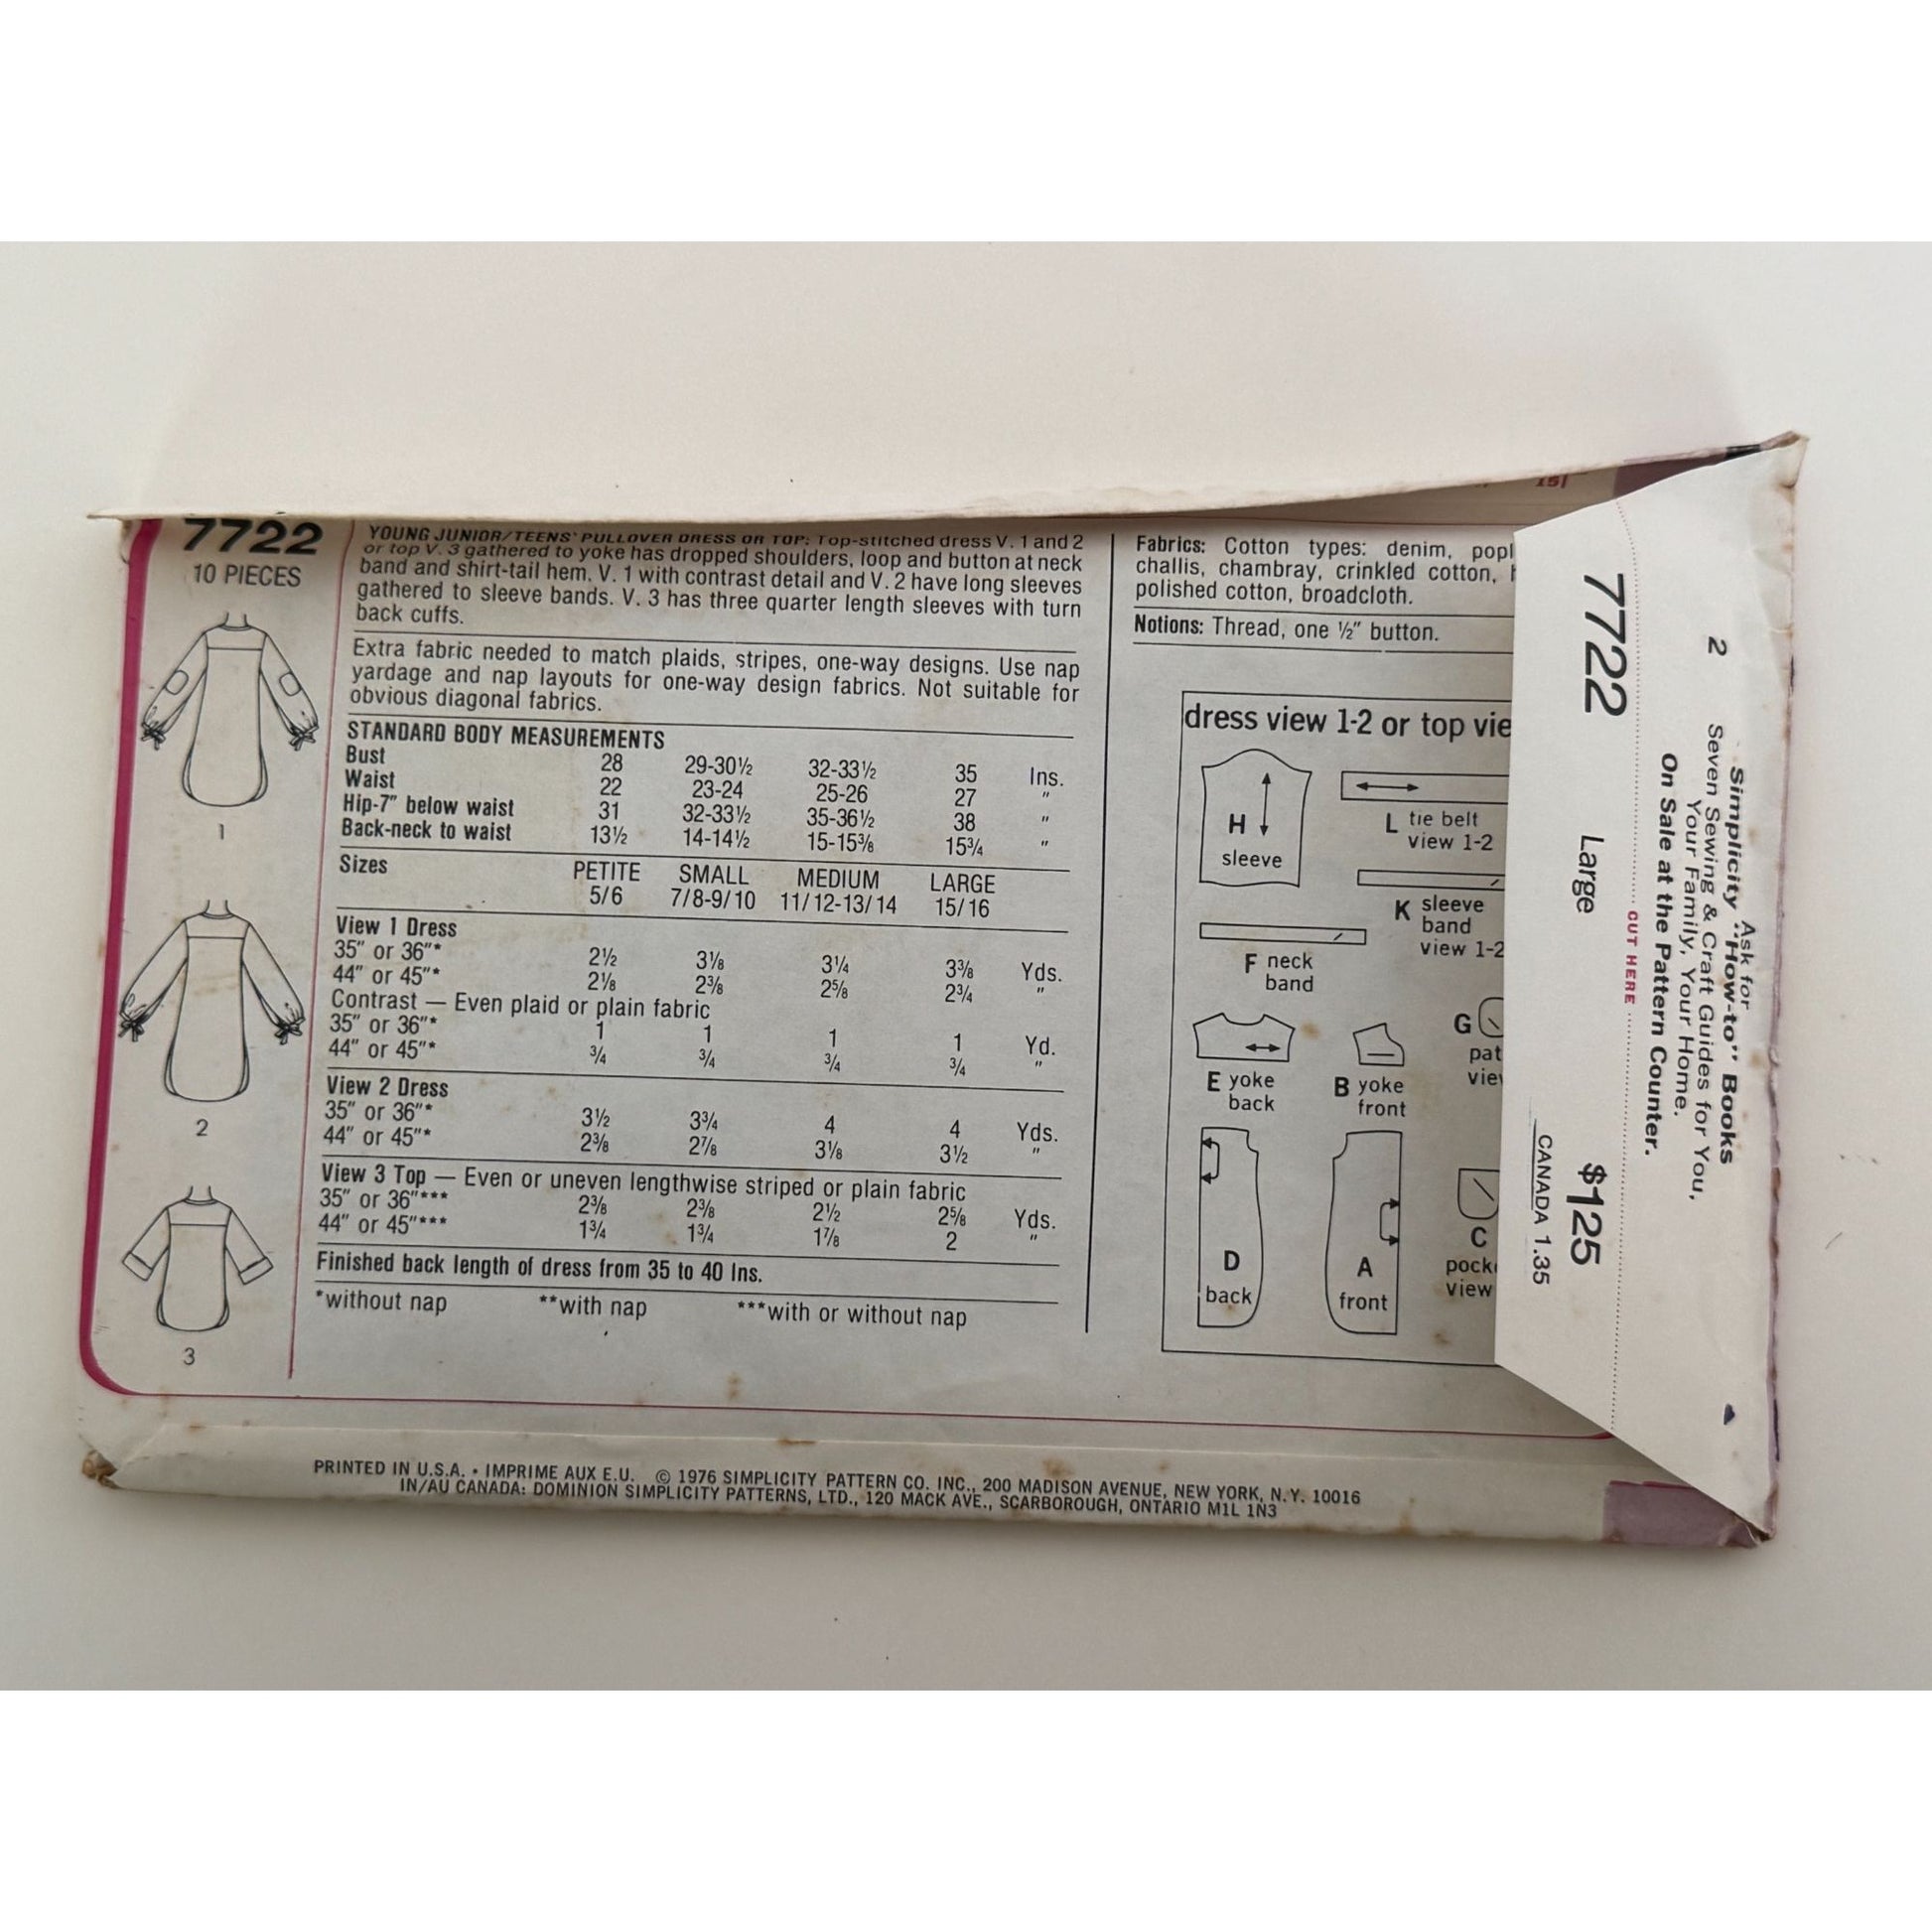 7722
10 PIECES
1
2
3
YOUNG JUNIOR/TEENS' PULLOVER DRESS OR TOP: Top-stitched dress V. 1 and 2
or top V. 3 gathered to yoke has dropped shoulders, loop and button at neck
band and shirt-tail hem. V. 1 with contrast detail and V. 2 have long sleeves
gathered to sleeve bands. V. 3 has three quarter length sleeves with turn
back cuffs.
Extra fabric needed to match plaids, stripes, one-way designs. Use nap
yardage and nap layouts for one-way design fabrics. Not suitable for
obvious diagonal fabrics.
STANDARD BODY MEASUREMENTS
Bust 28 29-30½ 32-33½ 35 Ins.
Waist 22 23-24 25-26 27 "
Hip-7" below waist 31 32-33½ 35-36½ 38 "
Back-neck to waist 13½ 14-14½ 15-15⅜ 15¾ "
Sizes PETITE SMALL MEDIUM LARGE
5/6 7/8-9/10 11/12-13/14 15/16
View 1 Dress
35" or 36"* 2½ 3⅛ 3¼ 3⅜ Yds.
44" or 45"* 2⅛ 2⅜ 2⅝ 2¾ "
Contrast — Even plaid or plain fabric
35" or 36"* 1 1 1 1 Yd.
44" or 45"* ¾ ¾ ¾ ¾ "
View 2 Dress
35" or 36"* 3½ 3¾ 4 4 Yds.
44" or 45"* 2⅜ 2⅞ 3⅛ 3½ "
View 3 Top — Even or uneven lengthwise striped or plain fabric
35" or 36"*** 2⅜ 2⅜ 2½ 2⅝ Yds.
44" or 45"*** 1¾ 1¾ 1⅞ 2 "
Finished back length of dress from 35 to 40 Ins.
*without nap **with nap ***with or without nap
Fabrics: Cotton types: denim, popl
challis, chambray, crinkled cotton,
polished cotton, broadcloth.
Notions: Thread, one ½" button.
dress view 1-2 or top vie
H
sleeve
L tie belt
view 1-2
K sleeve
band
view 1-2
F neck
band
E yoke
back
B yoke
front
G
pat
vie
D
back
A
front
C
pock
view
15
7722 Large $125
CANADA 1.35
CUT HERE
2
Ask for
Simplicity "How-to" Books
Seven Sewing & Craft Guides for You,
Your Family, Your Home.
On Sale at the Pattern Counter.
PRINTED IN U.S.A. • IMPRIME AUX E.U. © 1976 SIMPLICITY PATTERN CO. INC., 200 MADISON AVENUE, NEW YORK, N.Y. 10016
IN/AU CANADA: DOMINION SIMPLICITY PATTERNS, LTD., 120 MACK AVE., SCARBOROUGH, ONTARIO M1L 1N3